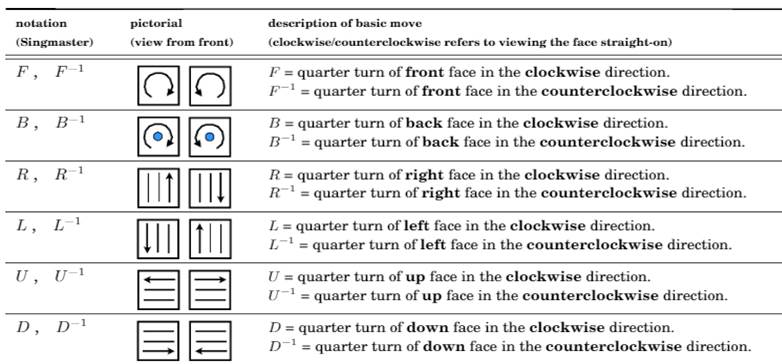 notation pictorial description of basic move
(Singmaster) (view from front) (clockwise/counterclockwise refers to viewing the face straight-on)
F , F⁻¹ F = quarter turn of front face in the clockwise direction.
F⁻¹ = quarter turn of front face in the counterclockwise direction.
B , B⁻¹ B = quarter turn of back face in the clockwise direction.
B⁻¹ = quarter turn of back face in the counterclockwise direction.
R , R⁻¹ R = quarter turn of right face in the clockwise direction.
R⁻¹ = quarter turn of right face in the counterclockwise direction.
L , L⁻¹ L = quarter turn of left face in the clockwise direction.
L⁻¹ = quarter turn of left face in the counterclockwise direction.
U , U⁻¹ U = quarter turn of up face in the clockwise direction.
U⁻¹ = quarter turn of up face in the counterclockwise direction.
D , D⁻¹ D = quarter turn of down face in the clockwise direction.
D⁻¹ = quarter turn of down face in the counterclockwise direction.